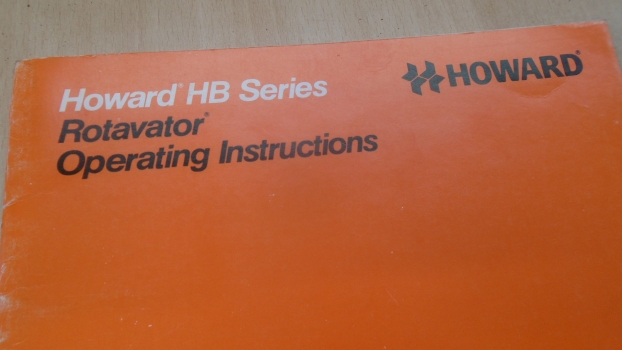 Howard® HB Series
Rotavator®
Operating Instructions
HOWARD®